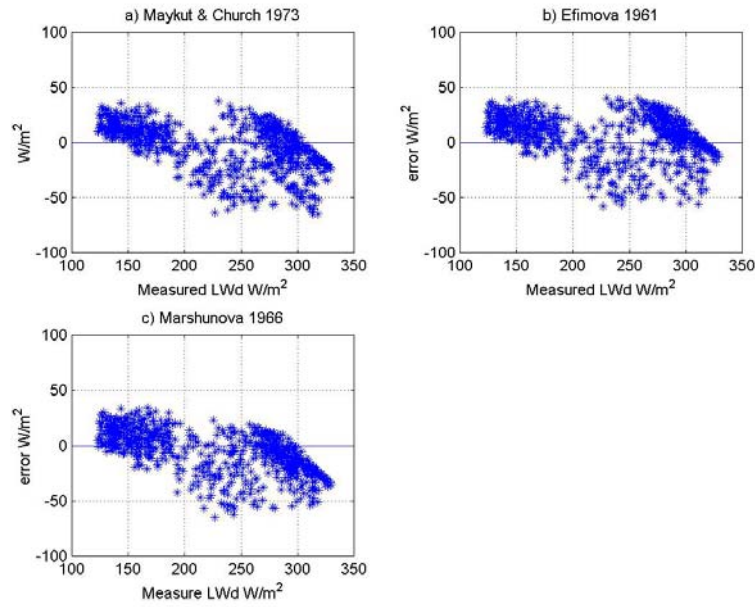 a) Maykut & Church 1973
100
50
0
-50
-100
W/m²
100 150 200 250 300 350
Measured LWd W/m²
b) Efimova 1961
100
50
0
-50
-100
error W/m²
100 150 200 250 300 350
Measured LWd W/m²
c) Marshunova 1966
100
50
0
-50
-100
error W/m²
100 150 200 250 300 350
Measure LWd W/m²